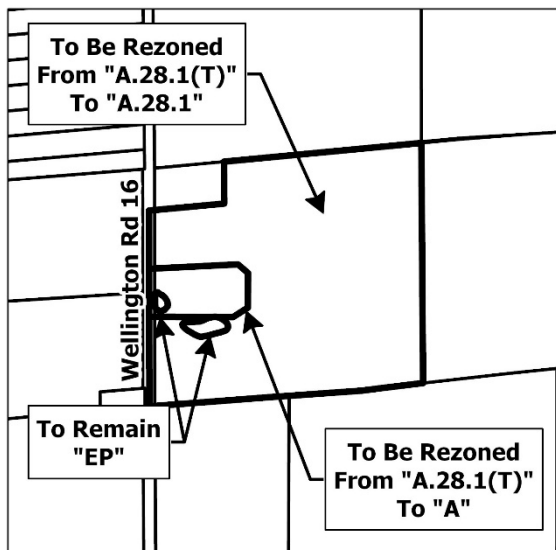 To Be Rezoned
From "A.28.1(T)"
To "A.28.1"
Wellington Rd 16
To Remain
"EP"
To Be Rezoned
From "A.28.1(T)"
To "A"